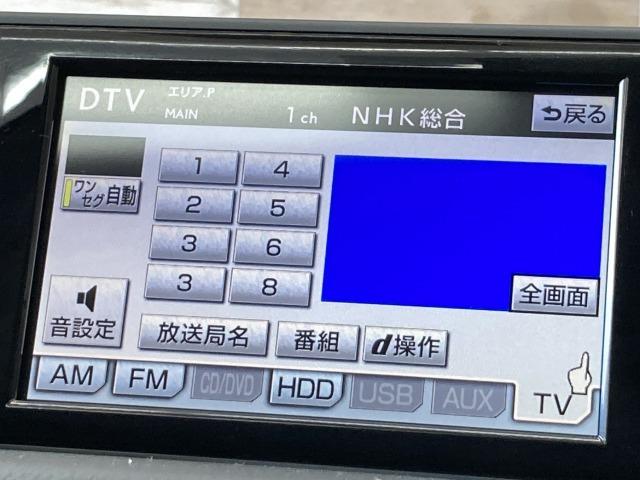 DTV エリア.P
MAIN 1ch NHK総合 戻る
ワンセグ 自動
1 4
2 5
3 6
3 8
全画面
音設定 放送局名 番組 d操作
AM FM CD/DVD HDD USB AUX TV